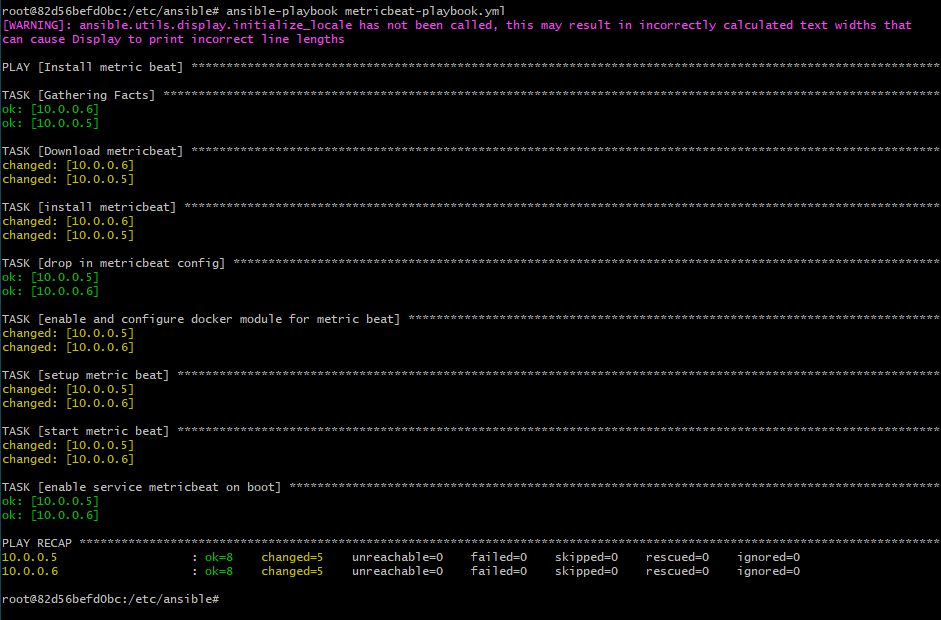 root@82d56befd0bc:/etc/ansible# ansible-playbook metricbeat-playbook.yml
[WARNING]: ansible.utils.display.initialize_locale has not been called, this may result in incorrectly calculated text widths that
can cause Display to print incorrect line lengths
PLAY [Install metric beat] ***********************************************************************************************************
TASK [Gathering Facts] ***************************************************************************************************************
ok: [10.0.0.6]
ok: [10.0.0.5]
TASK [Download metricbeat] ***********************************************************************************************************
changed: [10.0.0.6]
changed: [10.0.0.5]
TASK [install metricbeat] ************************************************************************************************************
changed: [10.0.0.6]
changed: [10.0.0.5]
TASK [drop in metricbeat config] *****************************************************************************************************
ok: [10.0.0.5]
ok: [10.0.0.6]
TASK [enable and configure docker module for metric beat] ****************************************************************************
changed: [10.0.0.5]
changed: [10.0.0.6]
TASK [setup metric beat] *************************************************************************************************************
changed: [10.0.0.5]
changed: [10.0.0.6]
TASK [start metric beat] *************************************************************************************************************
changed: [10.0.0.5]
changed: [10.0.0.6]
TASK [enable service metricbeat on boot] *********************************************************************************************
ok: [10.0.0.5]
ok: [10.0.0.6]
PLAY RECAP ***************************************************************************************************************************
10.0.0.5                   : ok=8    changed=5    unreachable=0    failed=0    skipped=0    rescued=0    ignored=0
10.0.0.6                   : ok=8    changed=5    unreachable=0    failed=0    skipped=0    rescued=0    ignored=0
root@82d56befd0bc:/etc/ansible#